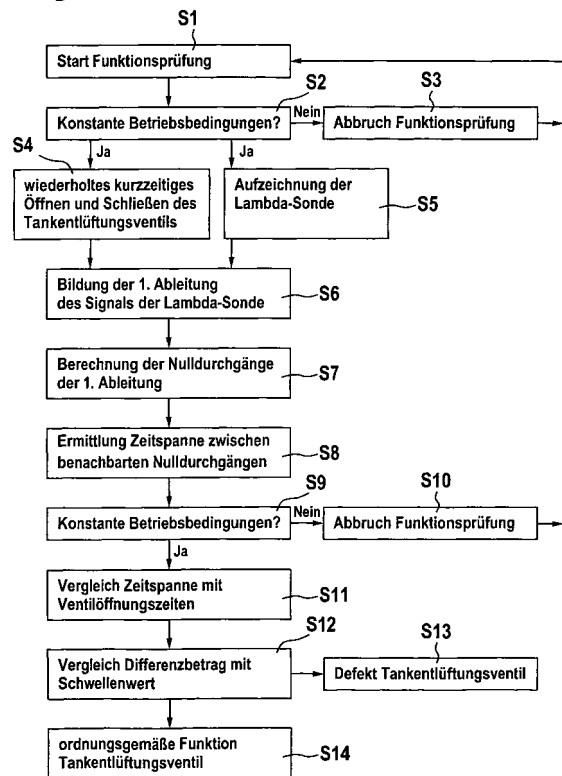 S1
Start Funktionsprüfung
S2
Konstante Betriebsbedingungen?
Nein
S3
Abbruch Funktionsprüfung
S4
Ja
Ja
wiederholtes kurzzeitiges
Öffnen und Schließen des
Tankentlüftungsventils
Aufzeichnung der
Lambda-Sonde
S5
Bildung der 1. Ableitung
des Signals der Lambda-Sonde
S6
Berechnung der Nulldurchgänge
der 1. Ableitung
S7
Ermittlung Zeitspanne zwischen
benachbarten Nulldurchgängen
S8
S9
Konstante Betriebsbedingungen?
Nein
S10
Abbruch Funktionsprüfung
Ja
Vergleich Zeitspanne mit
Ventilöffnungszeiten
S11
S12
Vergleich Differenzbetrag mit
Schwellenwert
S13
Defekt Tankentlüftungsventil
ordnungsgemäße Funktion
Tankentlüftungsventil
S14